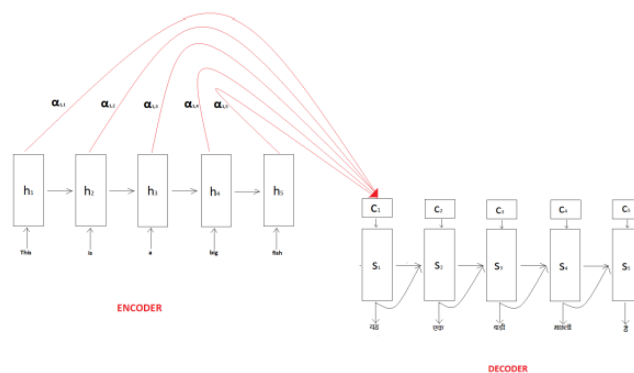 α₁,₁ α₁,₂ α₁,₃ α₁,₄ α₁,₅
h₁ h₂ h₃ h₄ h₅
This is a big fish
ENCODER
C₁ C₂ C₃ C₄ C₅
S₁ S₂ S₃ S₄ S₅
यह एक बड़ी मछली है
DECODER